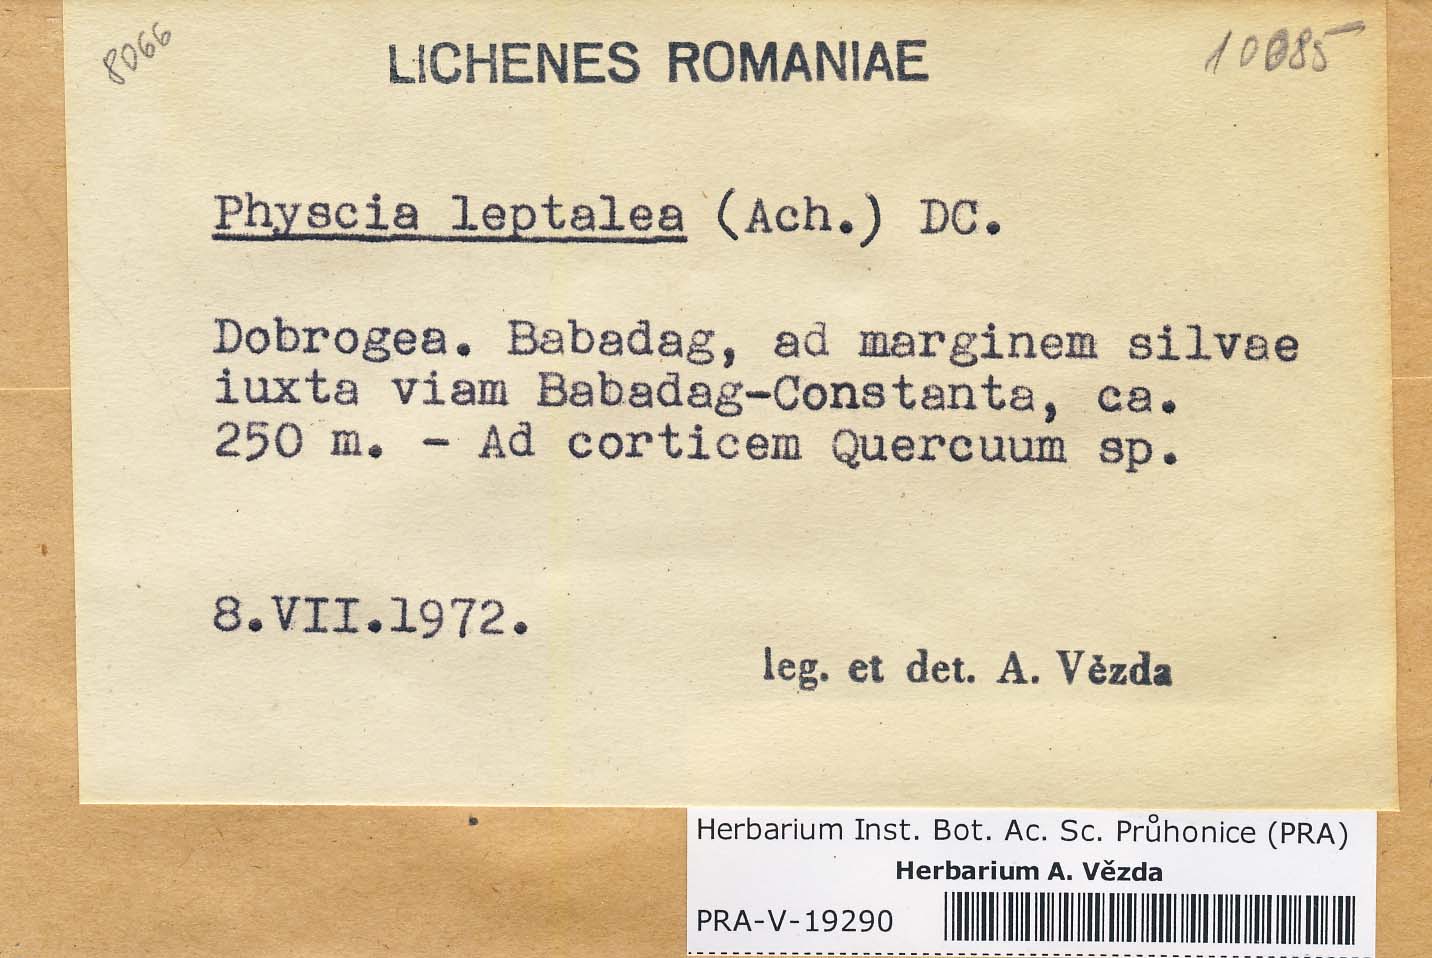 8066
LICHENES ROMANIAE
Physcia leptalea (Ach.) DC.
Dobrogea. Babadag, ad marginem silvae
iuxta viam Babadag-Constanta, ca.
250 m. - Ad corticem Quercuum sp.
8.VII.1972.
leg. et det. A. Vězda
Herbarium Inst. Bot. Ac. Sc. Průhonice (PRA)
Herbarium A. Vězda
PRA-V-19290